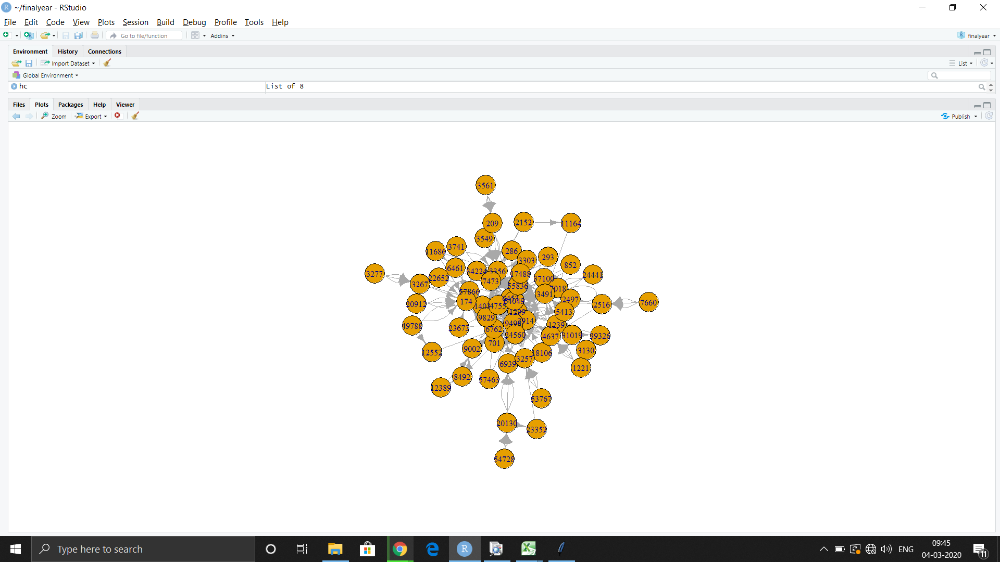 ~/finalyear - RStudio
File Edit Code View Plots Session Build Debug Profile Tools Help
Go to file/function Addins finalyear
Environment History Connections
Import Dataset List
Global Environment
hc List of 8
Files Plots Packages Help Viewer
Zoom Export Publish
3561
209 2152 11164
3549
3741
11686 286
3303 293
852
6461
34224 3356
3277 17488 24441
22652 37100
7473
3267 55836 7018
57866 3491
174 2497
54049 7660
20912 4755 2516
1299 5413
9829
2914
49788 9498 1239
23673 6762
24560 4637 31019 39326
701
9002 3130
12552 18106
3257
6939 1221
8492 57463
12389
53767
20130
23352
54728
Type here to search
R
ENG
09:45
04-03-2020
11